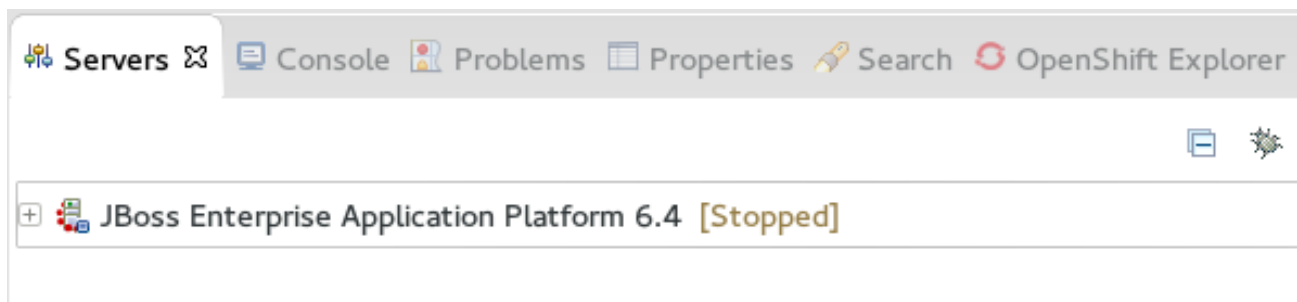 Servers Console Problems Properties Search OpenShift Explorer
JBoss Enterprise Application Platform 6.4 [Stopped]